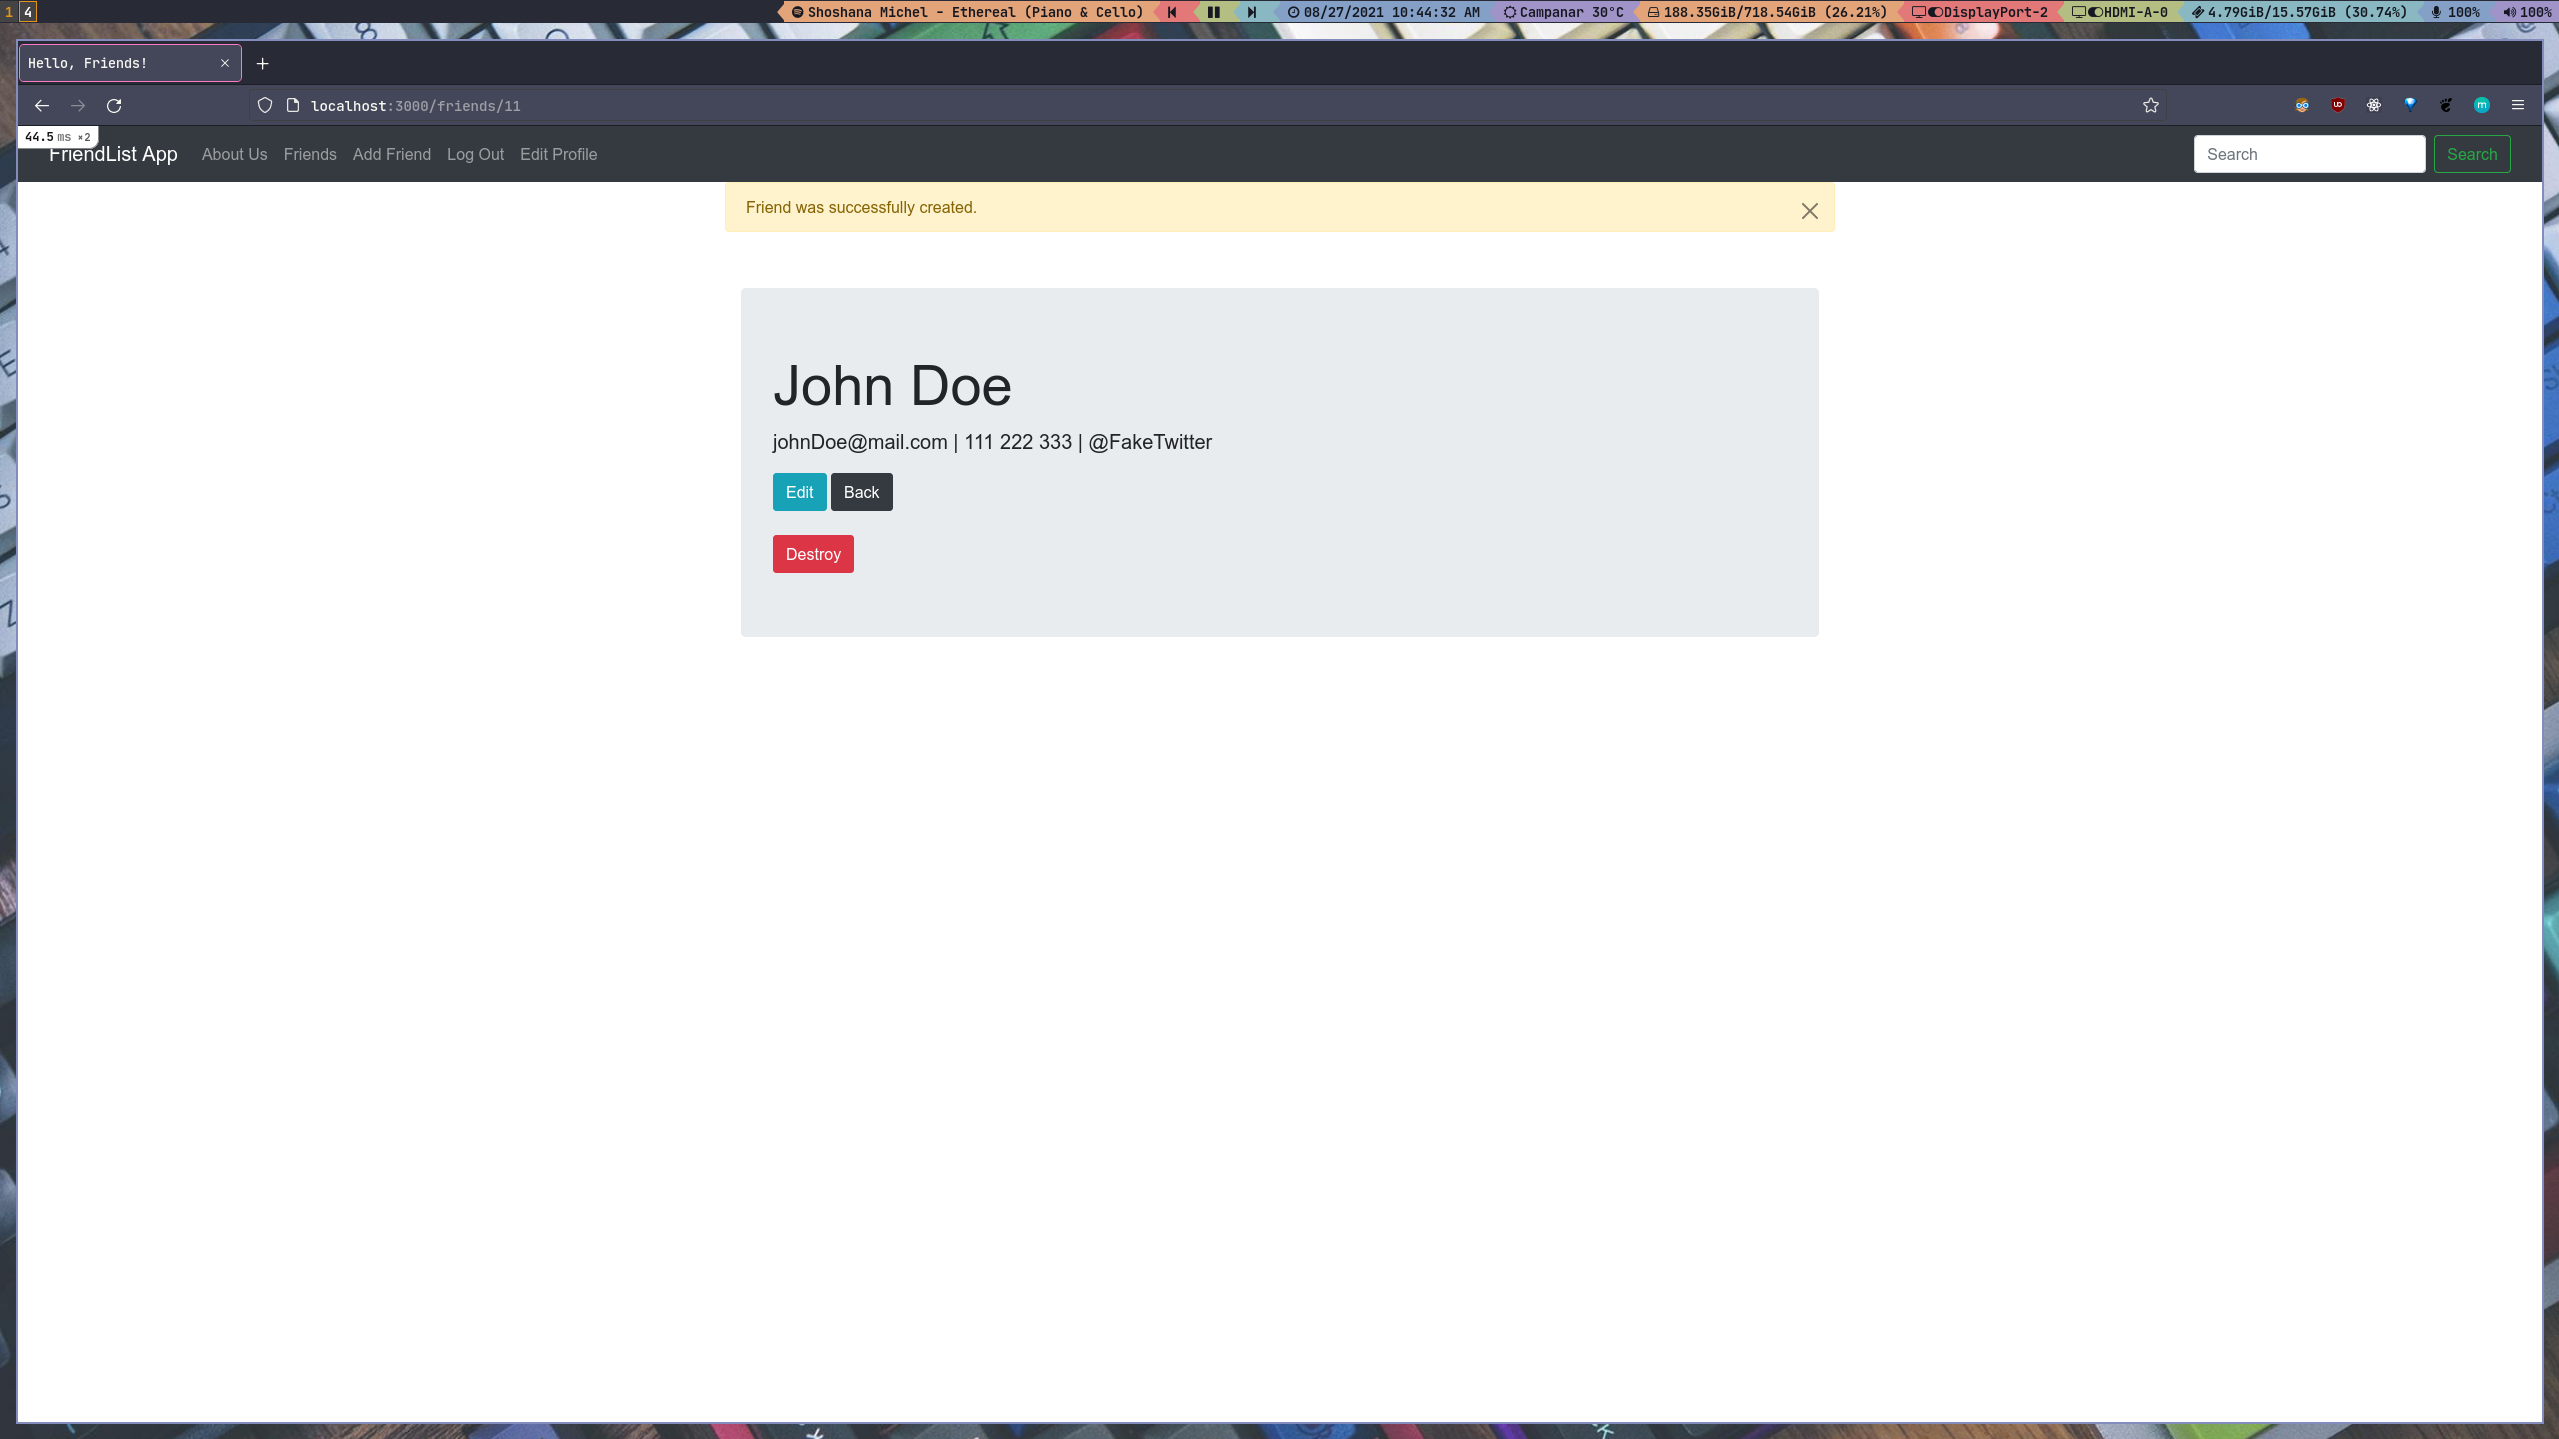 1 4 Shoshana Michel - Ethereal (Piano & Cello) 08/27/2021 10:44:32 AM Campanar 30°C 188.35GiB/718.54GiB (26.21%) DisplayPort-2 HDMI-A-0 4.79GiB/15.57GiB (30.74%) 100% 100%
Hello, Friends!
localhost:3000/friends/11
44.5 ms ×2
FriendList App About Us Friends Add Friend Log Out Edit Profile Search Search
Friend was successfully created.
John Doe
johnDoe@mail.com | 111 222 333 | @FakeTwitter
Edit Back
Destroy